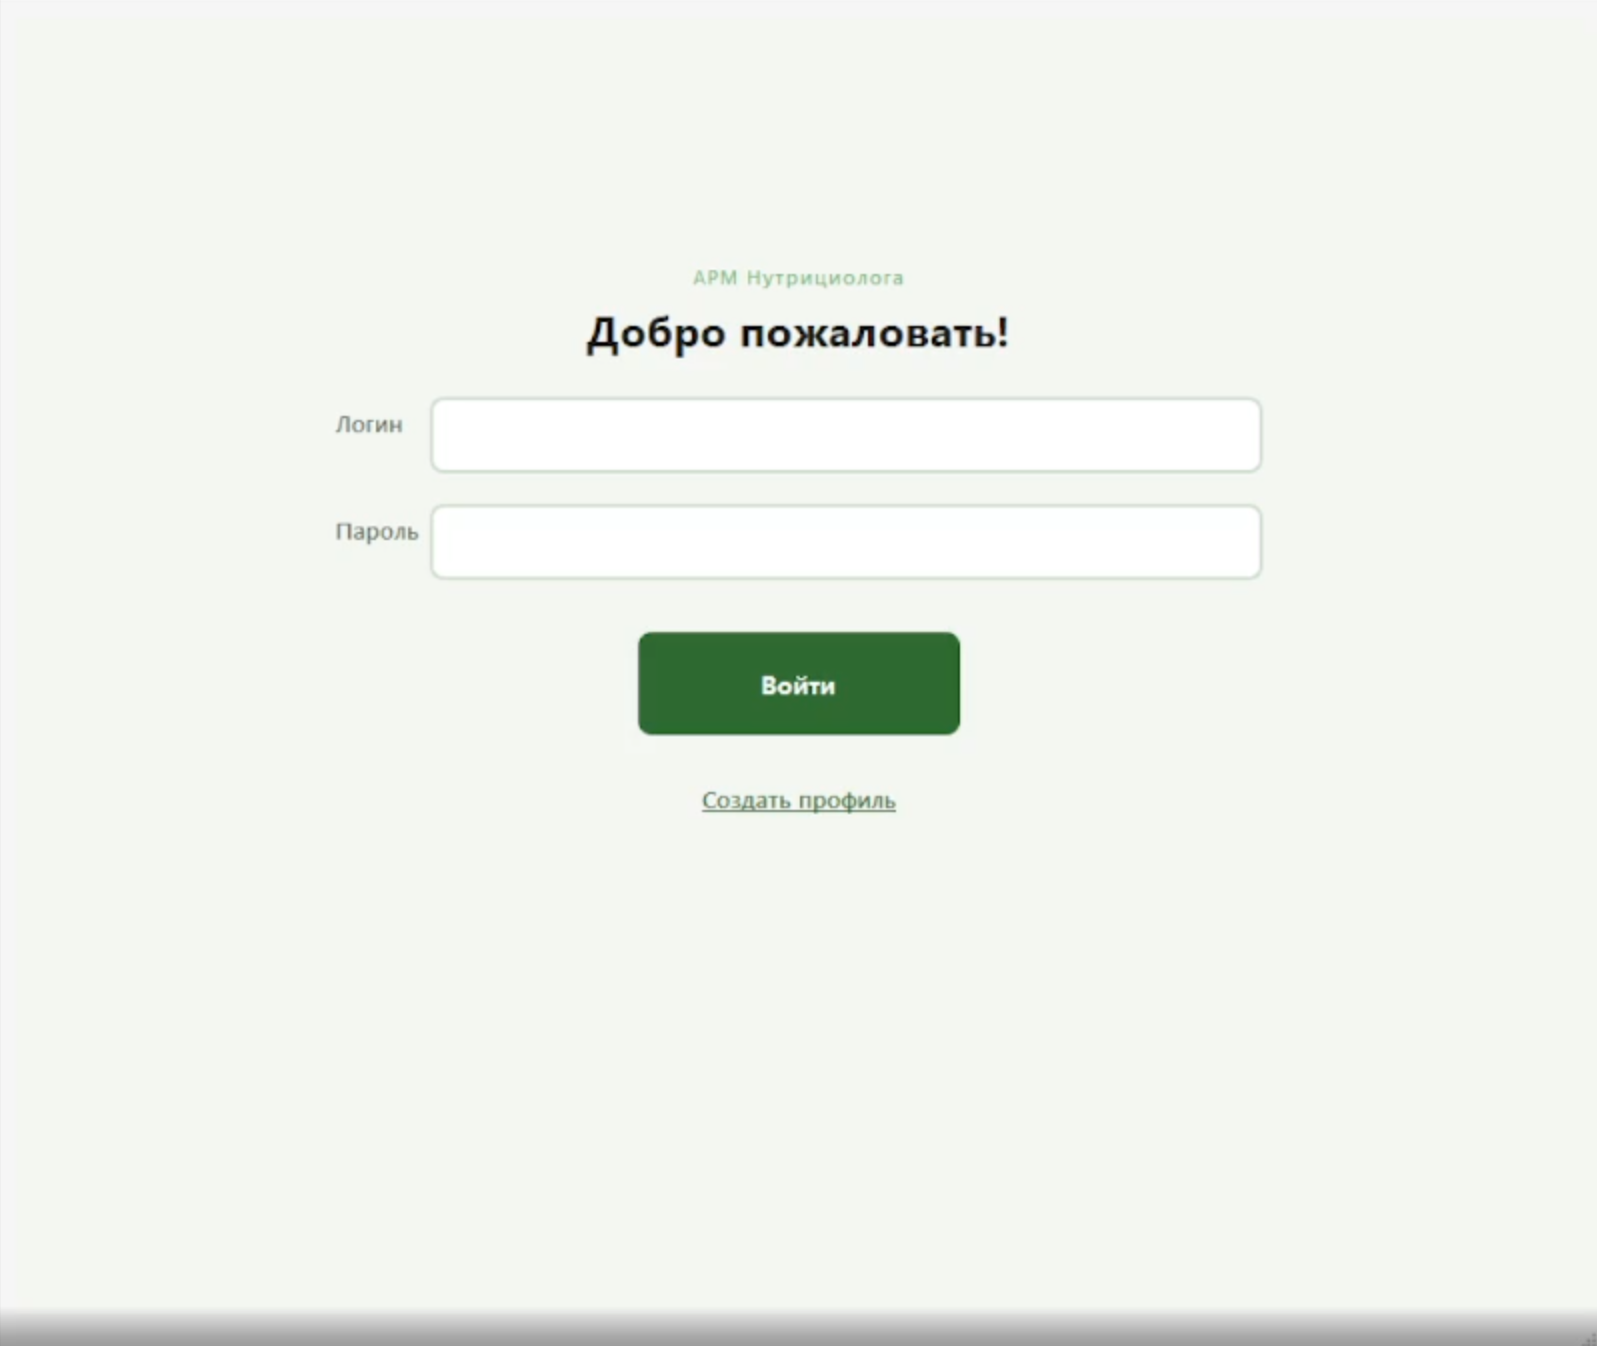 АРМ Нутрициолога
Добро пожаловать!
Логин
Пароль
Войти
Создать профиль